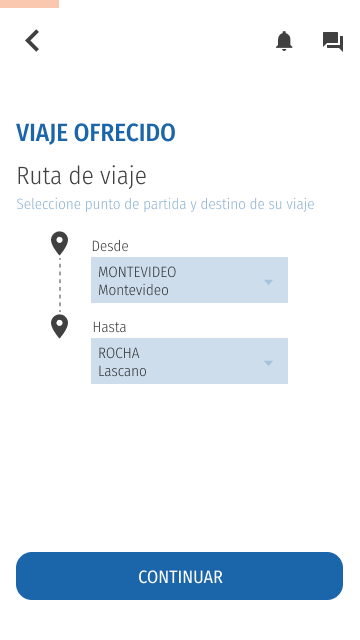 VIAJE OFRECIDO
Ruta de viaje
Seleccione punto de partida y destino de su viaje
Desde
MONTEVIDEO
Montevideo
Hasta
ROCHA
Lascano
CONTINUAR